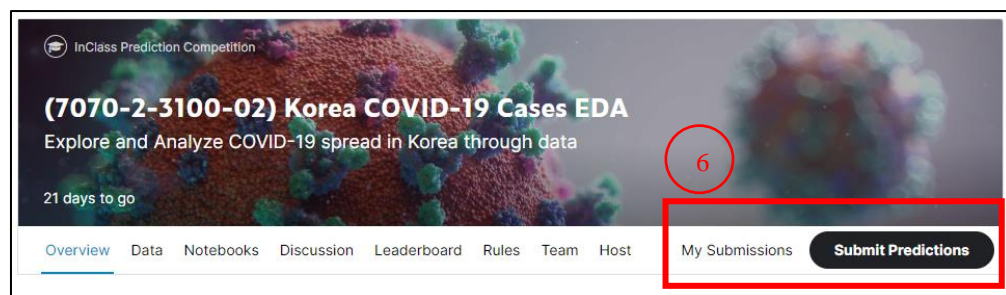 InClass Prediction Competition
(7070-2-3100-02) Korea COVID-19 Cases EDA
Explore and Analyze COVID-19 spread in Korea through data
6
21 days to go
Overview Data Notebooks Discussion Leaderboard Rules Team Host My Submissions Submit Predictions